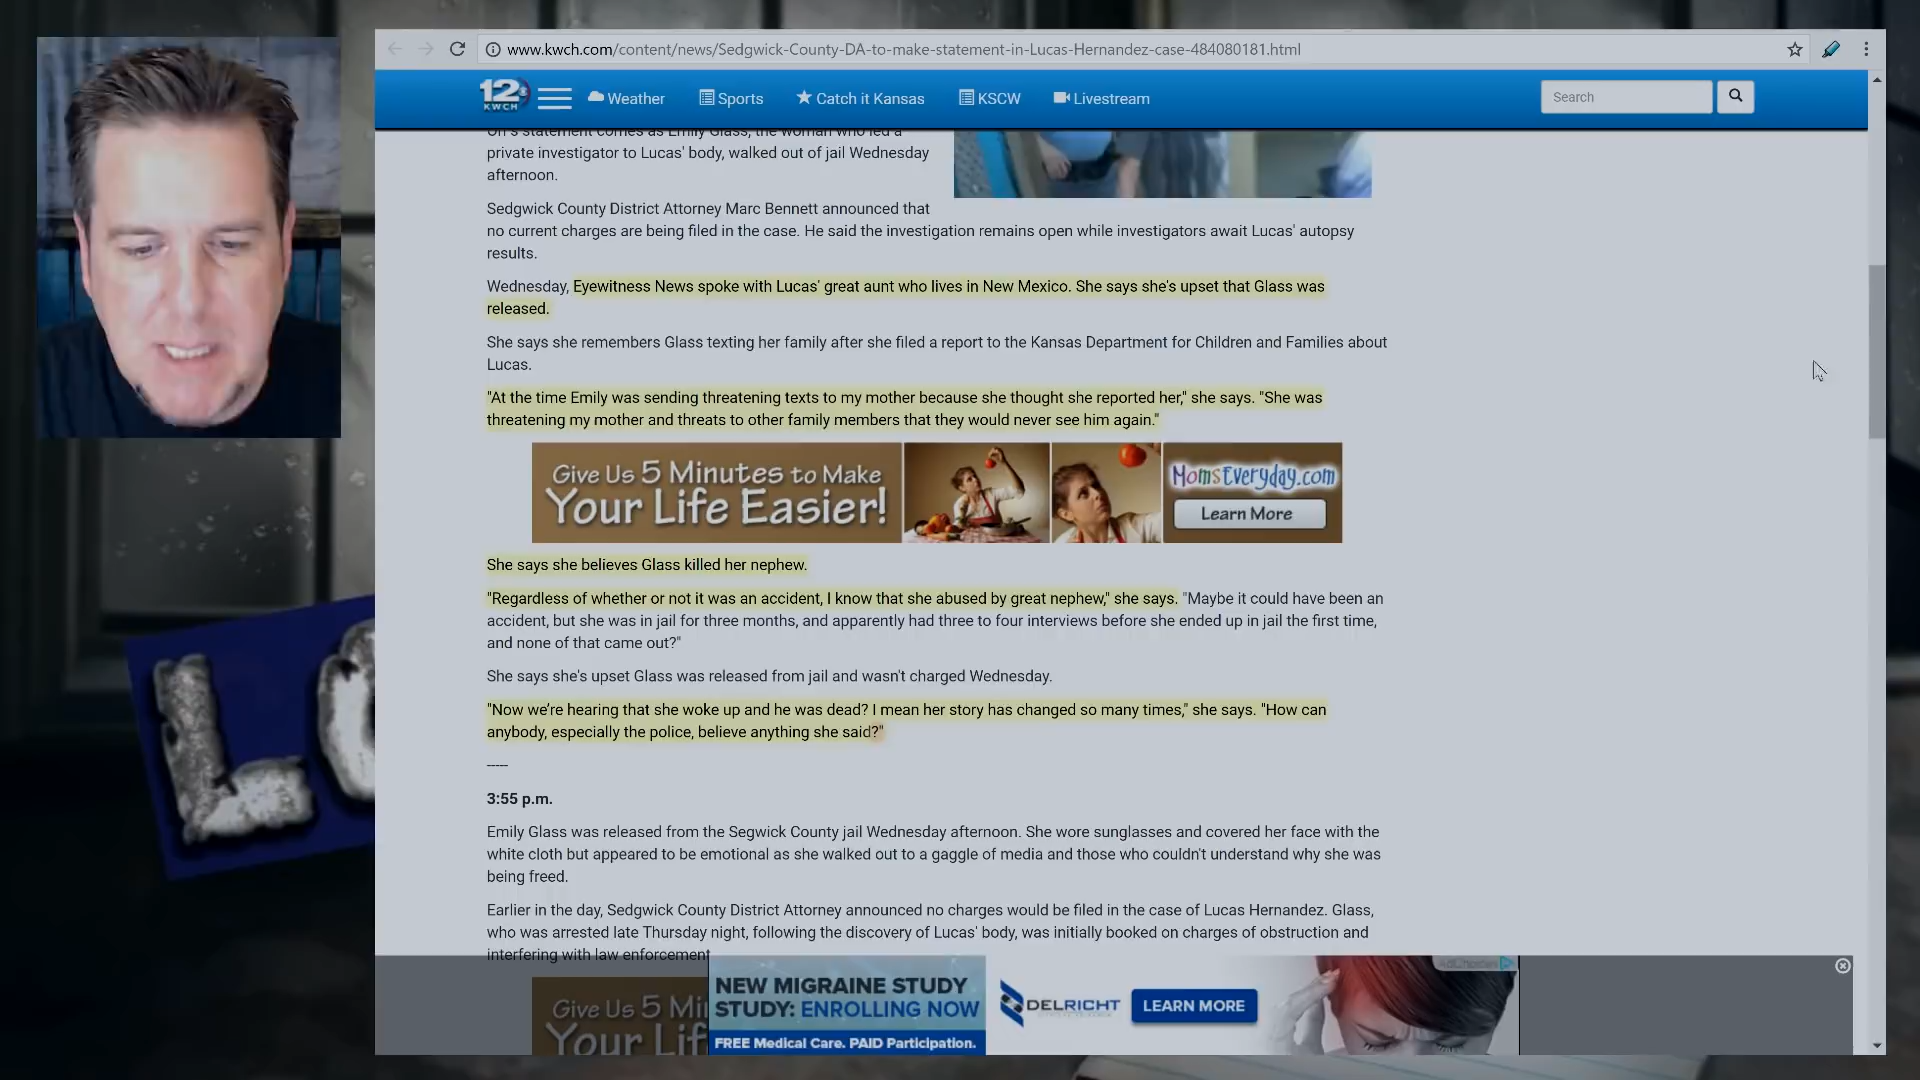 www.kwch.com/content/news/Sedgwick-County-DA-to-make-statement-in-Lucas-Hernandez-case-484080181.html
12 KWCH
Weather
Sports
Catch it Kansas
KSCW
Livestream
Search
statement comes as Emily Glass, the woman who led a
private investigator to Lucas' body, walked out of jail Wednesday
afternoon.
Sedgwick County District Attorney Marc Bennett announced that
no current charges are being filed in the case. He said the investigation remains open while investigators await Lucas' autopsy
results.
Wednesday, Eyewitness News spoke with Lucas' great aunt who lives in New Mexico. She says she's upset that Glass was
released.
She says she remembers Glass texting her family after she filed a report to the Kansas Department for Children and Families about
Lucas.
"At the time Emily was sending threatening texts to my mother because she thought she reported her," she says. "She was
threatening my mother and threats to other family members that they would never see him again."
Give Us 5 Minutes to Make
Your Life Easier!
MomsEveryday.com
Learn More
She says she believes Glass killed her nephew.
"Regardless of whether or not it was an accident, I know that she abused by great nephew," she says. "Maybe it could have been an
accident, but she was in jail for three months, and apparently had three to four interviews before she ended up in jail the first time,
and none of that came out?"
She says she's upset Glass was released from jail and wasn't charged Wednesday.
"Now we're hearing that she woke up and he was dead? I mean her story has changed so many times," she says. "How can
anybody, especially the police, believe anything she said?"
-----
3:55 p.m.
Emily Glass was released from the Segwick County jail Wednesday afternoon. She wore sunglasses and covered her face with the
white cloth but appeared to be emotional as she walked out to a gaggle of media and those who couldn't understand why she was
being freed.
Earlier in the day, Sedgwick County District Attorney announced no charges would be filed in the case of Lucas Hernandez. Glass,
who was arrested late Thursday night, following the discovery of Lucas' body, was initially booked on charges of obstruction and
interfering with law enforcement
Give Us 5 Mi
Your Lif
NEW MIGRAINE STUDY
STUDY: ENROLLING NOW
FREE Medical Care. PAID Participation.
DELRICHT
LEARN MORE
AdChoices